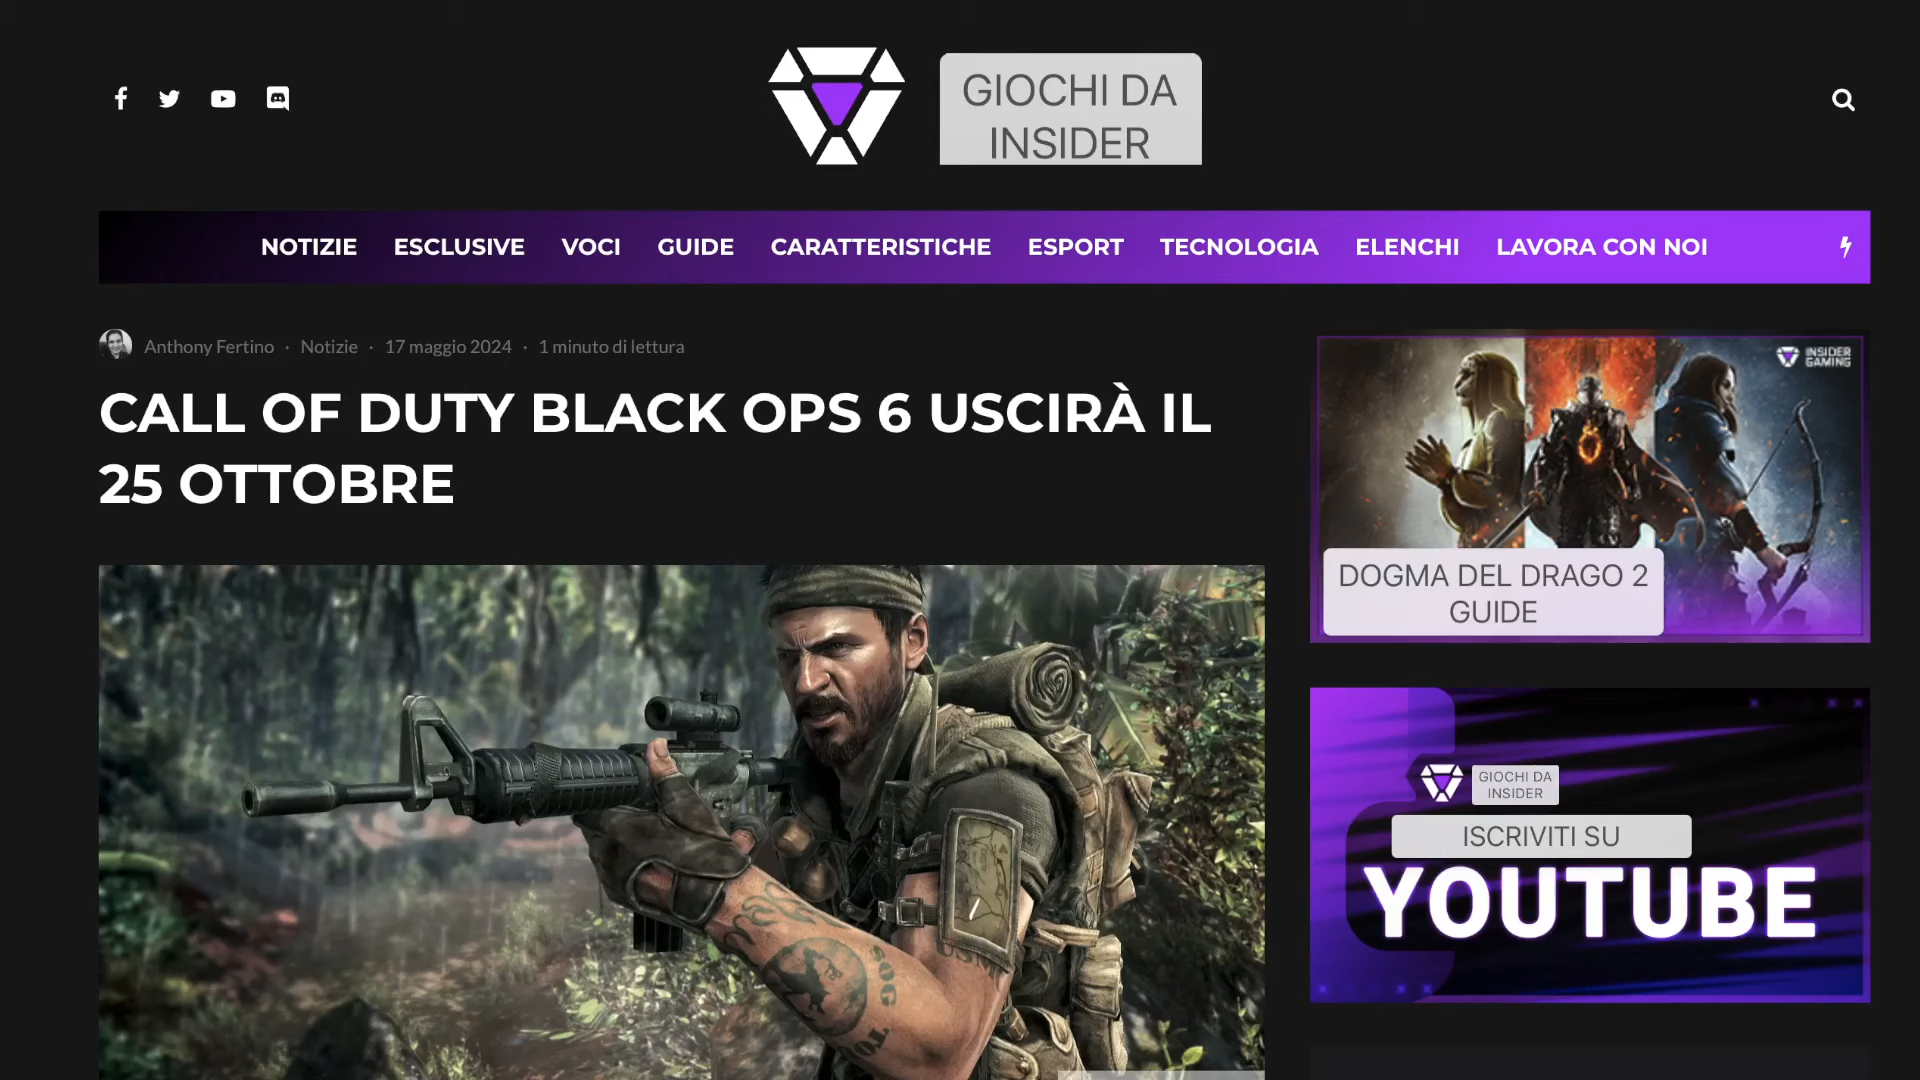 GIOCHI DA
INSIDER
NOTIZIE ESCLUSIVE VOCI GUIDE CARATTERISTICHE ESPORT TECNOLOGIA ELENCHI LAVORA CON NOI
Anthony Fertino · Notizie · 17 maggio 2024 · 1 minuto di lettura
CALL OF DUTY BLACK OPS 6 USCIRÀ IL
25 OTTOBRE
INSIDER
GAMING
DOGMA DEL DRAGO 2
GUIDE
GIOCHI DA
INSIDER
ISCRIVITI SU
YOUTUBE
SOG